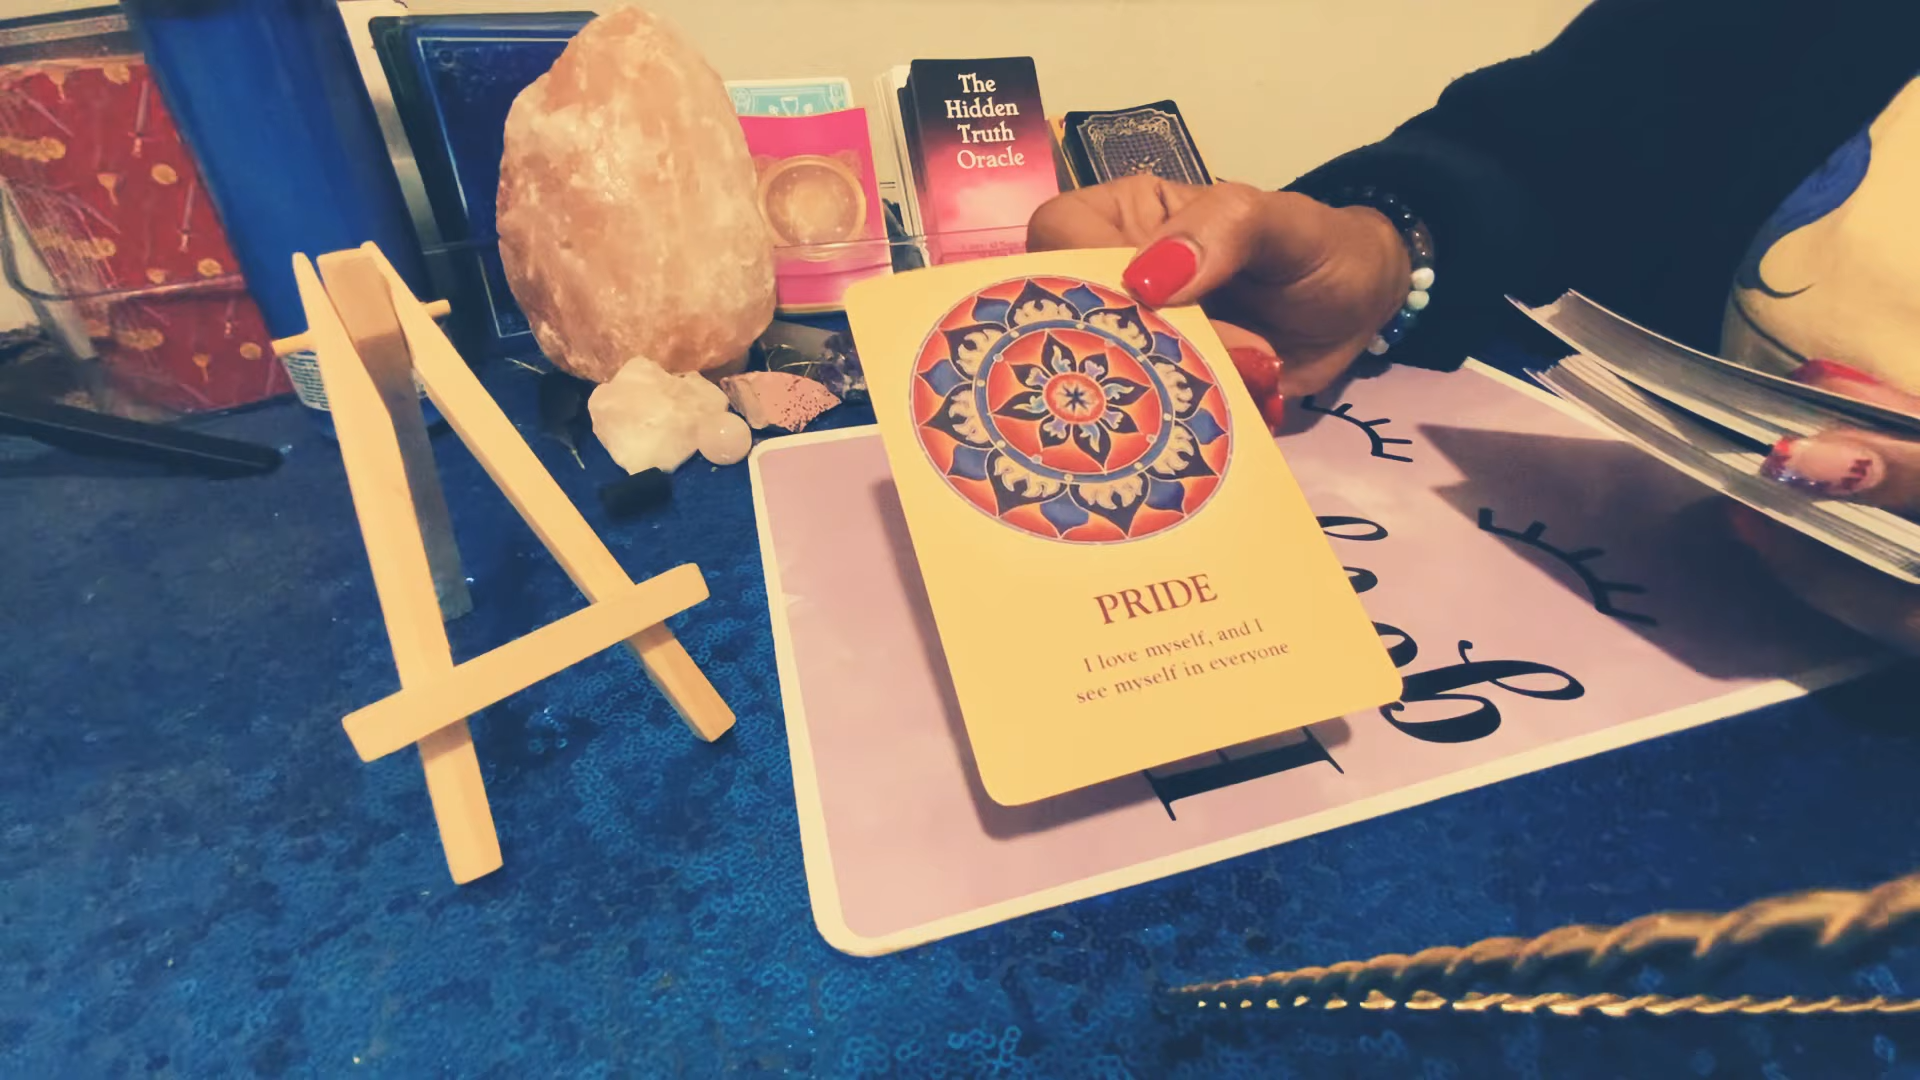 The
Hidden
Truth
Oracle
PRIDE
I love myself, and I
see myself in everyone